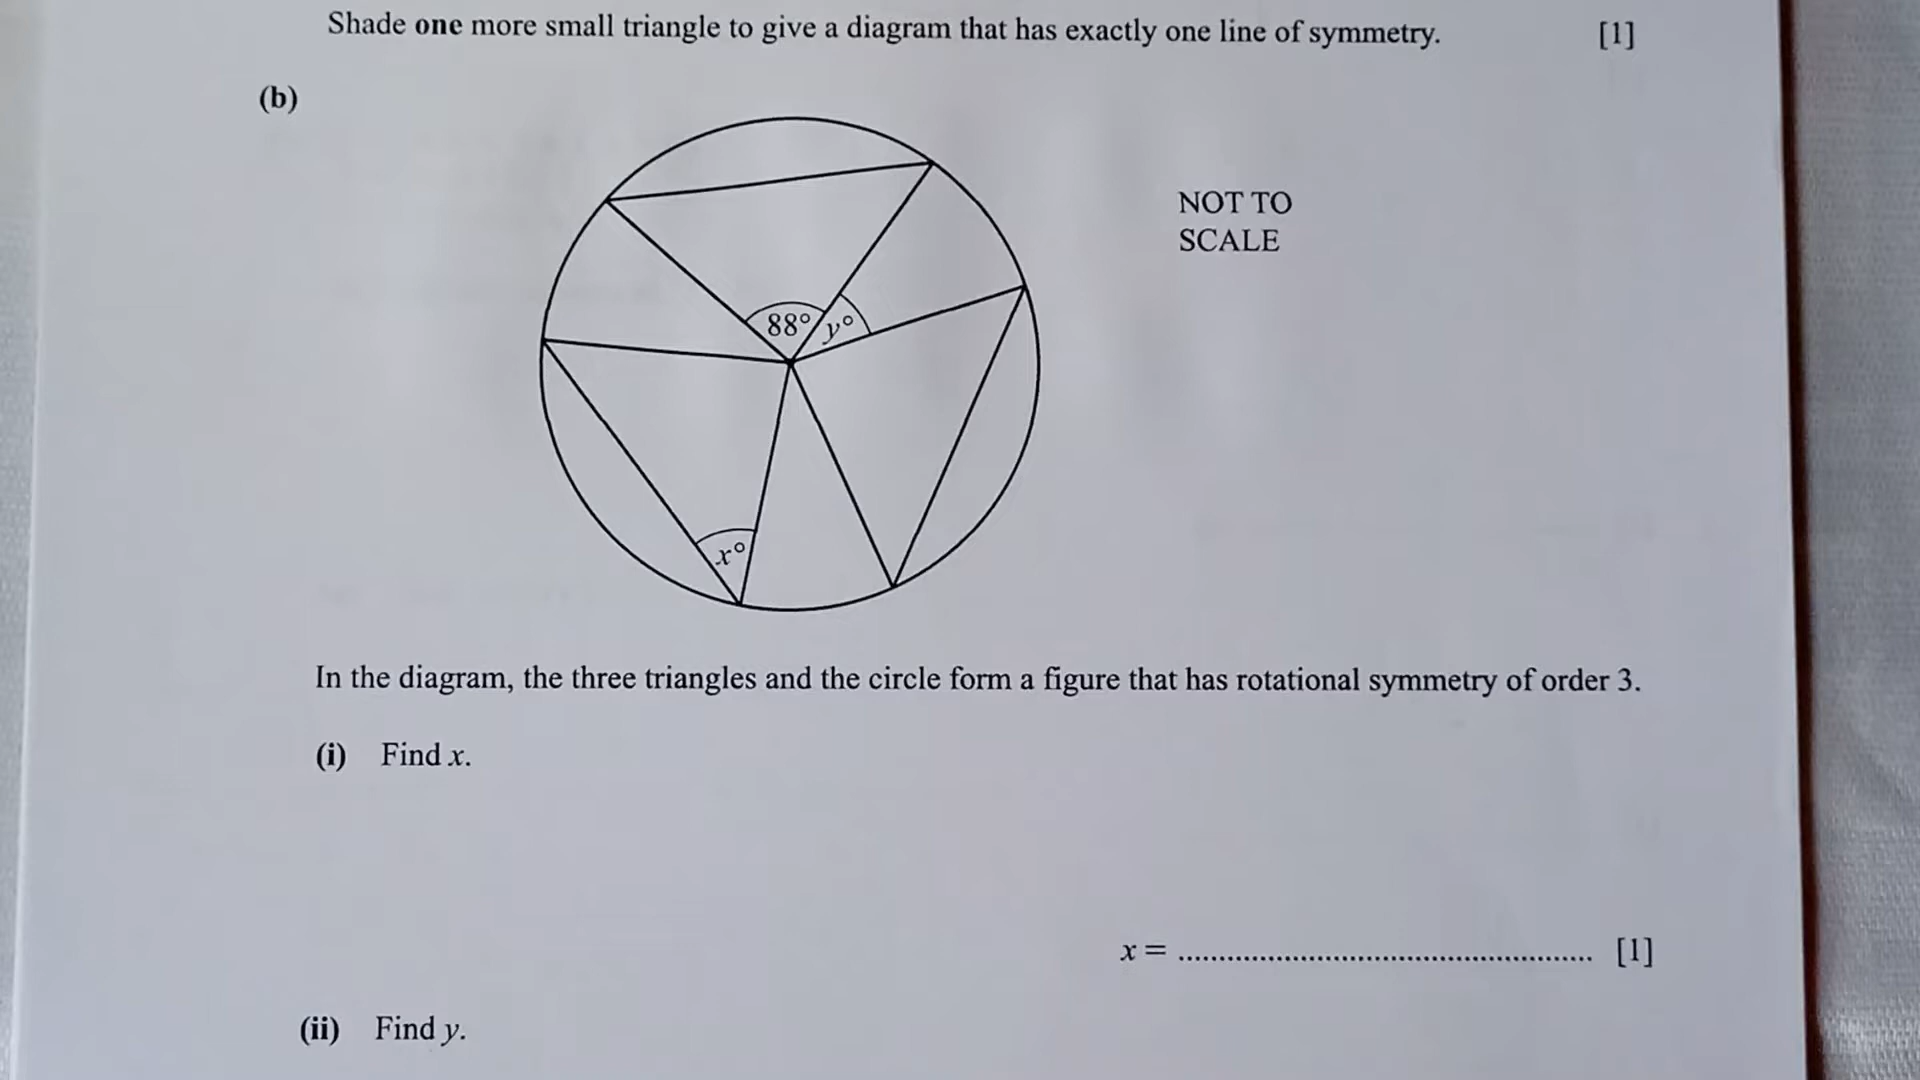 Shade one more small triangle to give a diagram that has exactly one line of symmetry. [1]
(b)
NOT TO
SCALE
88° y°
x°
In the diagram, the three triangles and the circle form a figure that has rotational symmetry of order 3.
(i) Find x.
x = .................................................... [1]
(ii) Find y.